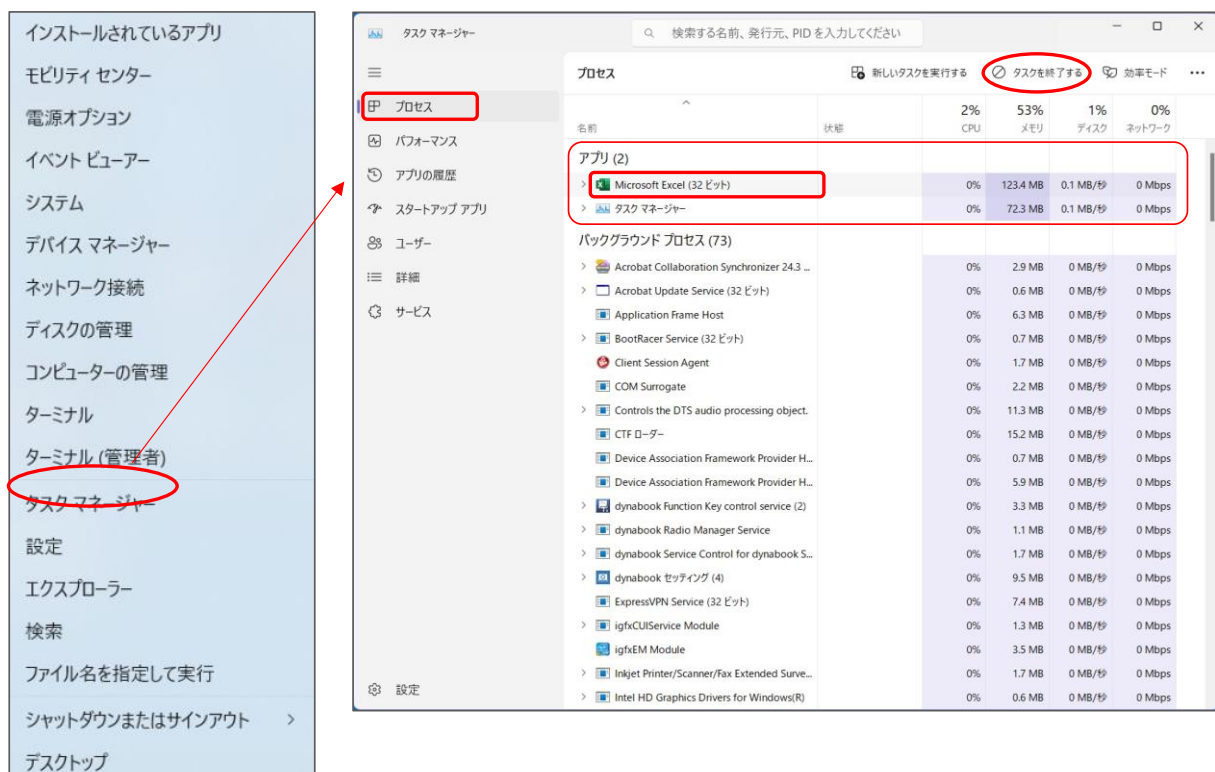 インストールされているアプリ
モビリティ センター
電源オプション
イベント ビューアー
システム
デバイス マネージャー
ネットワーク接続
ディスクの管理
コンピューターの管理
ターミナル
ターミナル (管理者)
タスク マネージャー
設定
エクスプローラー
検索
ファイル名を指定して実行
シャットダウンまたはサインアウト
デスクトップ
タスク マネージャー
検索する名前、発行元、PID を入力してください
プロセス
パフォーマンス
アプリの履歴
スタートアップ アプリ
ユーザー
詳細
サービス
設定
プロセス 新しいタスクを実行する タスクを終了する 効率モード
2% 53% 1% 0%
名前 状態 CPU メモリ ディスク ネットワーク
アプリ (2)
Microsoft Excel (32 ビット) 0% 123.4 MB 0.1 MB/秒 0 Mbps
タスク マネージャー 0% 72.3 MB 0.1 MB/秒 0 Mbps
バックグラウンド プロセス (73)
Acrobat Collaboration Synchronizer 24.3 ... 0% 2.9 MB 0 MB/秒 0 Mbps
Acrobat Update Service (32 ビット) 0% 0.6 MB 0 MB/秒 0 Mbps
Application Frame Host 0% 6.3 MB 0 MB/秒 0 Mbps
BootRacer Service (32 ビット) 0% 0.7 MB 0 MB/秒 0 Mbps
Client Session Agent 0% 1.7 MB 0 MB/秒 0 Mbps
COM Surrogate 0% 2.2 MB 0 MB/秒 0 Mbps
Controls the DTS audio processing object. 0% 11.3 MB 0 MB/秒 0 Mbps
CTF ローダー 0% 15.2 MB 0 MB/秒 0 Mbps
Device Association Framework Provider H... 0% 0.7 MB 0 MB/秒 0 Mbps
Device Association Framework Provider H... 0% 5.9 MB 0 MB/秒 0 Mbps
dynabook Function Key control service (2) 0% 3.3 MB 0 MB/秒 0 Mbps
dynabook Radio Manager Service 0% 1.1 MB 0 MB/秒 0 Mbps
dynabook Service Control for dynabook S... 0% 1.7 MB 0 MB/秒 0 Mbps
dynabook セッティング (4) 0% 9.5 MB 0 MB/秒 0 Mbps
ExpressVPN Service (32 ビット) 0% 7.4 MB 0 MB/秒 0 Mbps
igfxCUIService Module 0% 1.3 MB 0 MB/秒 0 Mbps
igfxEM Module 0% 3.5 MB 0 MB/秒 0 Mbps
Inkjet Printer/Scanner/Fax Extended Surve... 0% 1.7 MB 0 MB/秒 0 Mbps
Intel HD Graphics Drivers for Windows(R) 0% 0.6 MB 0 MB/秒 0 Mbps